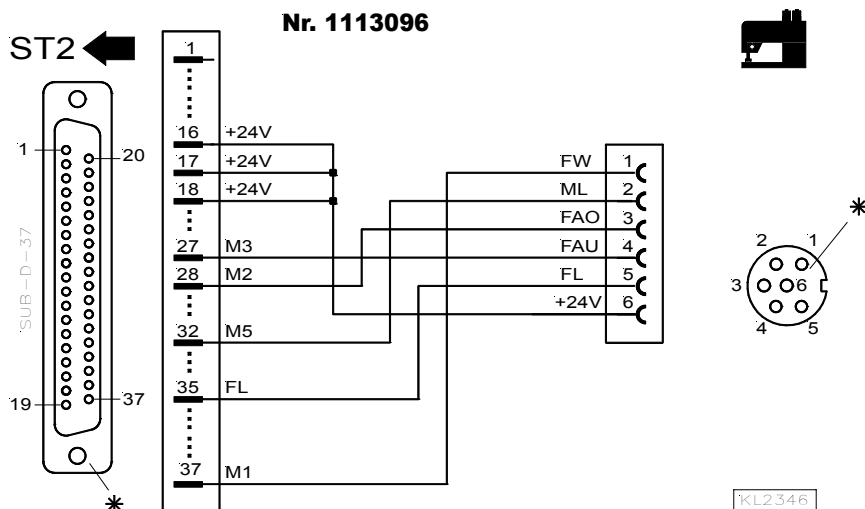 Nr. 1113096
ST2
1
20
19
37
SUB-D-37
1
16 +24V
17 +24V
18 +24V
27 M3
28 M2
32 M5
35 FL
37 M1
FW 1
ML 2
FAO 3
FAU 4
FL 5
+24V 6
*
2 1
3 6
4 5
*
KL2346